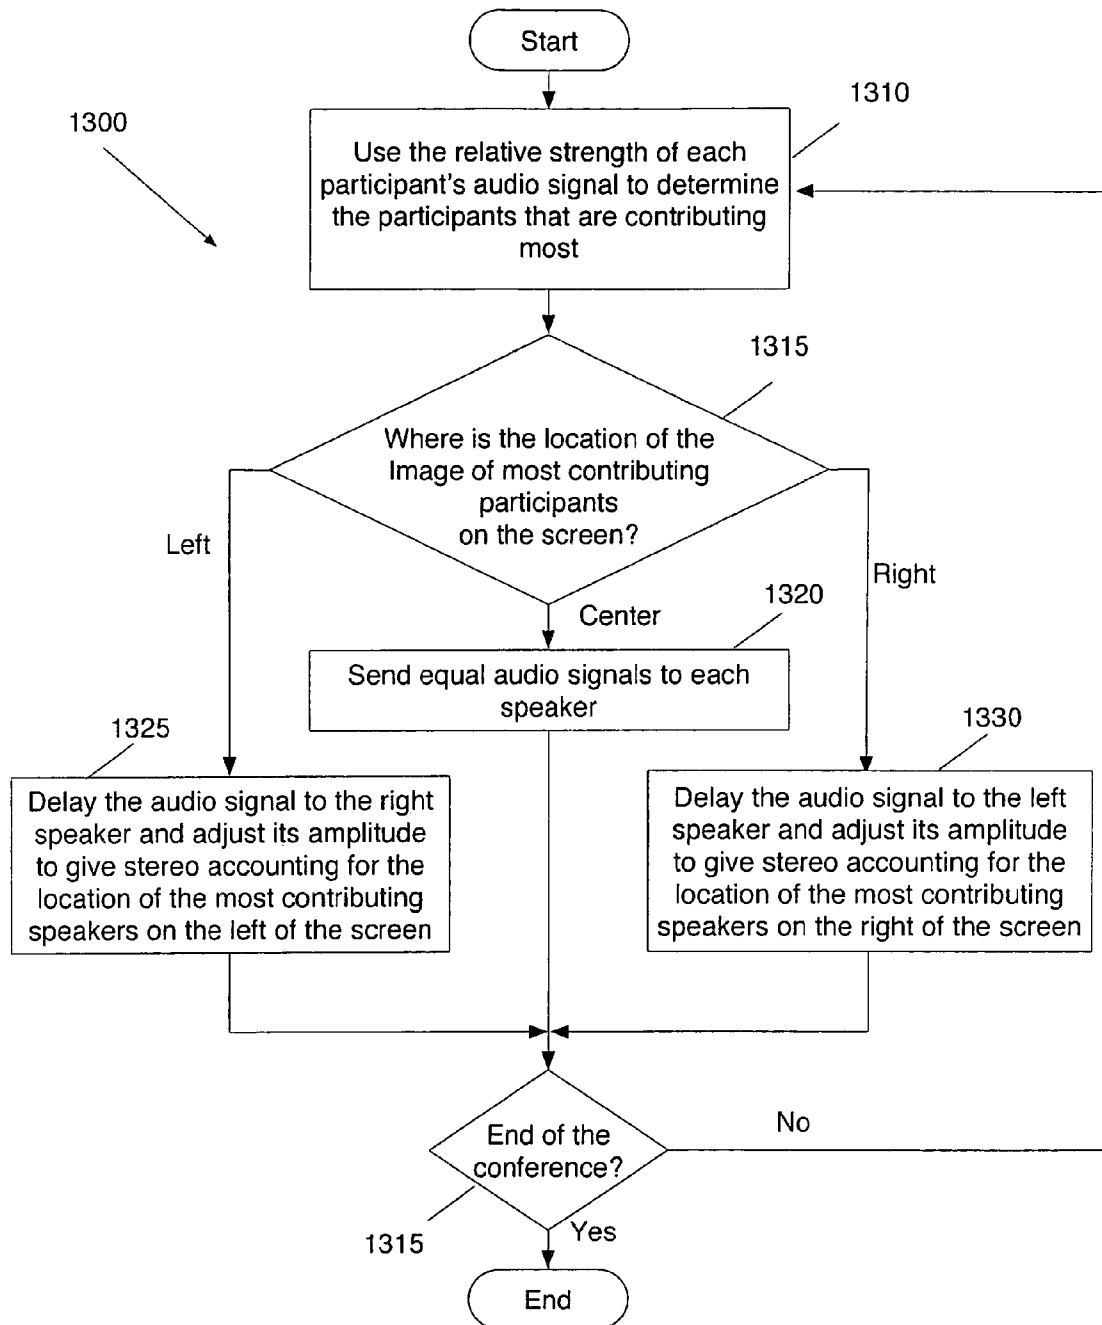 Start
1310
1300
Use the relative strength of each
participant's audio signal to determine
the participants that are contributing
most
1315
Where is the location of the
Image of most contributing
participants
on the screen?
Left
Right
Center
1320
Send equal audio signals to each
speaker
1325
Delay the audio signal to the right
speaker and adjust its amplitude
to give stereo accounting for the
location of the most contributing
speakers on the left of the screen
1330
Delay the audio signal to the left
speaker and adjust its amplitude
to give stereo accounting for the
location of the most contributing
speakers on the right of the screen
End of the
conference?
No
1315
Yes
End